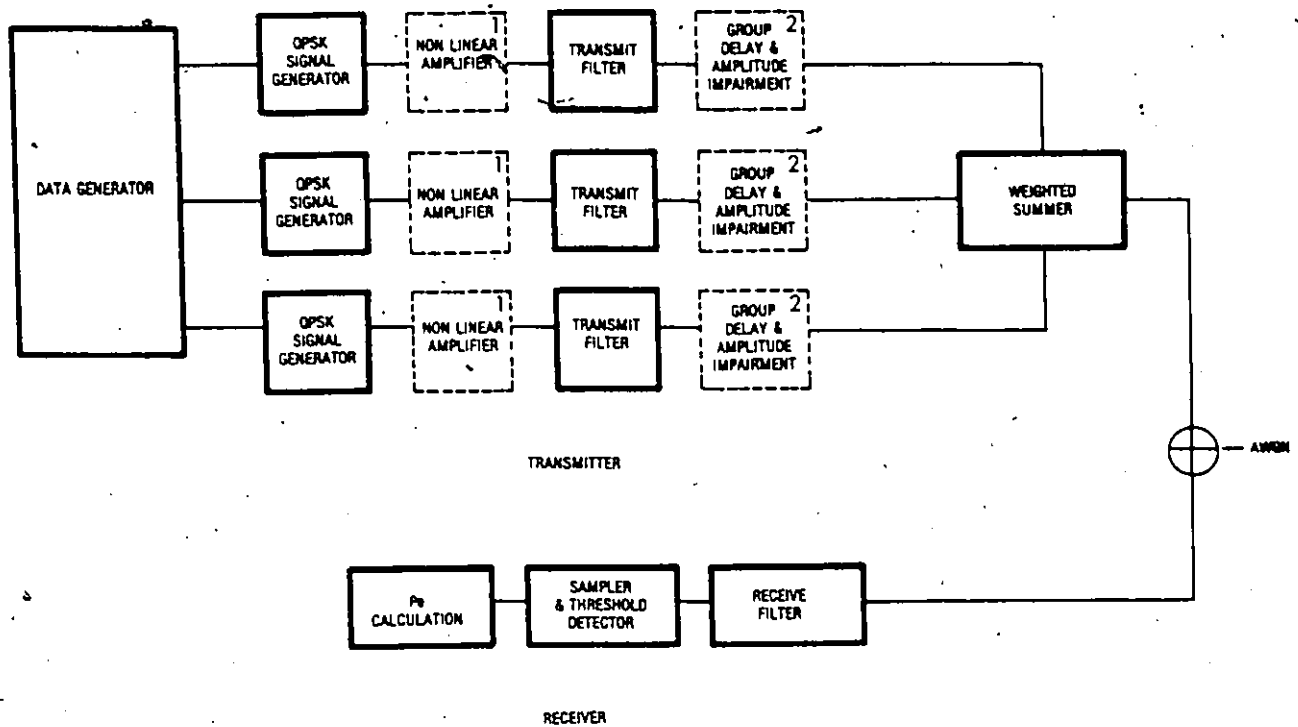 DATA GENERATOR
QPSK
SIGNAL
GENERATOR
1
NON LINEAR
AMPLIFIER
TRANSMIT
FILTER
2
GROUP
DELAY &
AMPLITUDE
IMPAIRMENT
QPSK
SIGNAL
GENERATOR
1
NON LINEAR
AMPLIFIER
TRANSMIT
FILTER
2
GROUP
DELAY &
AMPLITUDE
IMPAIRMENT
WEIGHTED
SUMMER
QPSK
SIGNAL
GENERATOR
1
NON LINEAR
AMPLIFIER
TRANSMIT
FILTER
2
GROUP
DELAY &
AMPLITUDE
IMPAIRMENT
TRANSMITTER
AWGN
Pe
CALCULATION
SAMPLER
& THRESHOLD
DETECTOR
RECEIVE
FILTER
RECEIVER